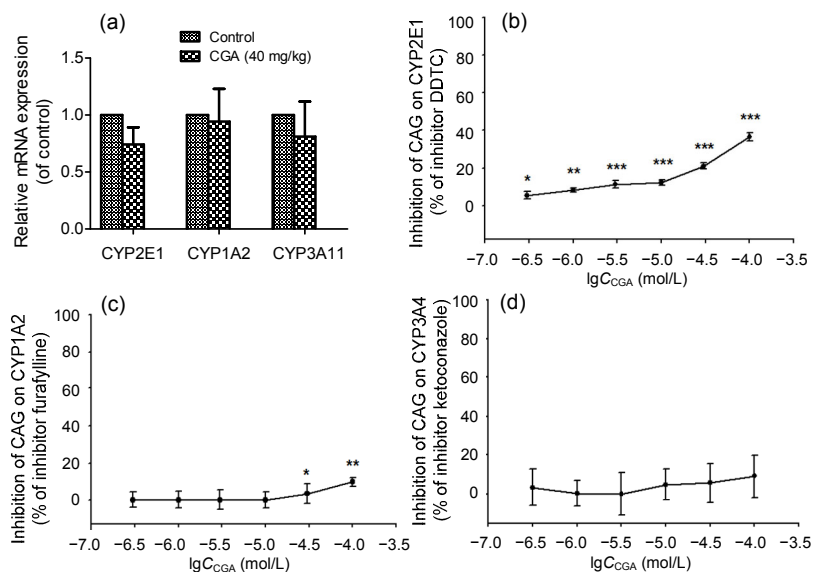 (a)
Control
CGA (40 mg/kg)
Relative mRNA expression
(of control)
1.5
1.0
0.5
0.0
CYP2E1 CYP1A2 CYP3A11
(b)
Inhibition of CAG on CYP2E1
(% of inhibitor DDTC)
100
80
60
40
20
0
* ** *** *** *** ***
−7.0 −6.5 −6.0 −5.5 −5.0 −4.5 −4.0 −3.5
lgCCGA (mol/L)
(c)
Inhibition of CAG on CYP1A2
(% of inhibitor furafylline)
100
80
60
40
20
0
* **
−7.0 −6.5 −6.0 −5.5 −5.0 −4.5 −4.0 −3.5
lgCCGA (mol/L)
(d)
Inhibition of CAG on CYP3A4
(% of inhibitor ketoconazole)
100
80
60
40
20
0
−7.0 −6.5 −6.0 −5.5 −5.0 −4.5 −4.0 −3.5
lgCCGA (mol/L)